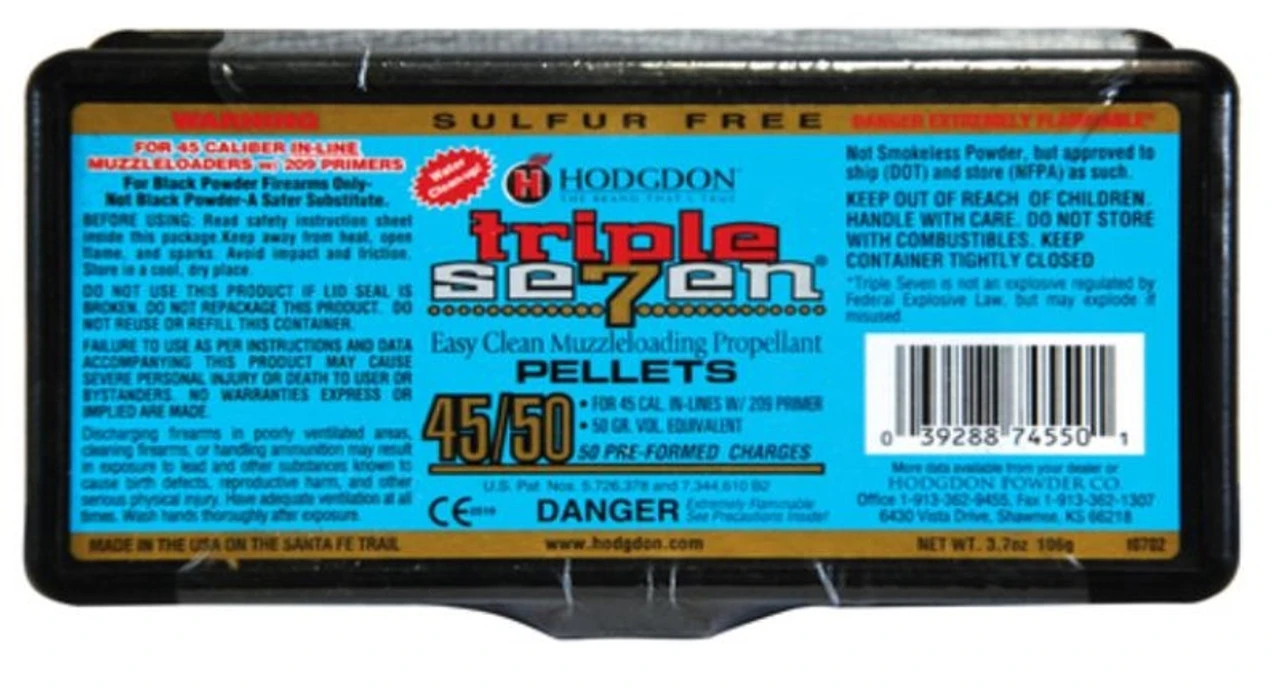 WARNING
FOR 45 CALIBER IN-LINE
MUZZLELOADERS w/ 209 PRIMERS
For Black Powder Firearms Only-
Not Black Powder-A Safer Substitute.
BEFORE USING: Read safety instruction sheet
inside this package. Keep away from heat, open
flame, and sparks. Avoid impact and friction.
Store in a cool, dry place.
DO NOT USE THIS PRODUCT IF LID SEAL IS
BROKEN. DO NOT REPACKAGE THIS PRODUCT. DO
NOT REUSE OR REFILL THIS CONTAINER.
FAILURE TO USE AS PER INSTRUCTIONS AND DATA
ACCOMPANYING THIS PRODUCT MAY CAUSE
SEVERE PERSONAL INJURY OR DEATH TO USER OR
BYSTANDERS. NO WARRANTIES EXPRESS OR
IMPLIED ARE MADE.
Discharging firearms in poorly ventilated areas,
cleaning firearms, or handling ammunition may result
in exposure to lead and other substances known to
cause birth defects, reproductive harm, and other
serious physical injury. Have adequate ventilation at all
times. Wash hands thoroughly after exposure.
MADE IN THE USA ON THE SANTA FE TRAIL
SULFUR FREE
Water
Clean-up!
H HODGDON
THE BRAND THAT'S TRUE
triple
se7en®
Easy Clean Muzzleloading Propellant
PELLETS
45/50
• FOR 45 CAL. IN-LINES W/ 209 PRIMER
• 50 GR. VOL. EQUIVALENT
50 PRE-FORMED CHARGES
U.S. Pat. Nos. 5,726,378 and 7,344,610 B2
CE
DANGER
Extremely Flammable
See Precautions Inside!
www.hodgdon.com
DANGER EXTREMELY FLAMMABLE*
Not Smokeless Powder, but approved to
ship (DOT) and store (NFPA) as such.
KEEP OUT OF REACH OF CHILDREN.
HANDLE WITH CARE. DO NOT STORE
WITH COMBUSTIBLES. KEEP
CONTAINER TIGHTLY CLOSED
*Triple Seven is not an explosive regulated by
Federal Explosive Law, but may explode if
misused.
0 39288 74550 1
More data available from your dealer or
HODGDON POWDER CO.
Office 1-913-362-9455, Fax 1-913-362-1307
6430 Vista Drive, Shawnee, KS 66218
NET WT. 3.7oz 106g